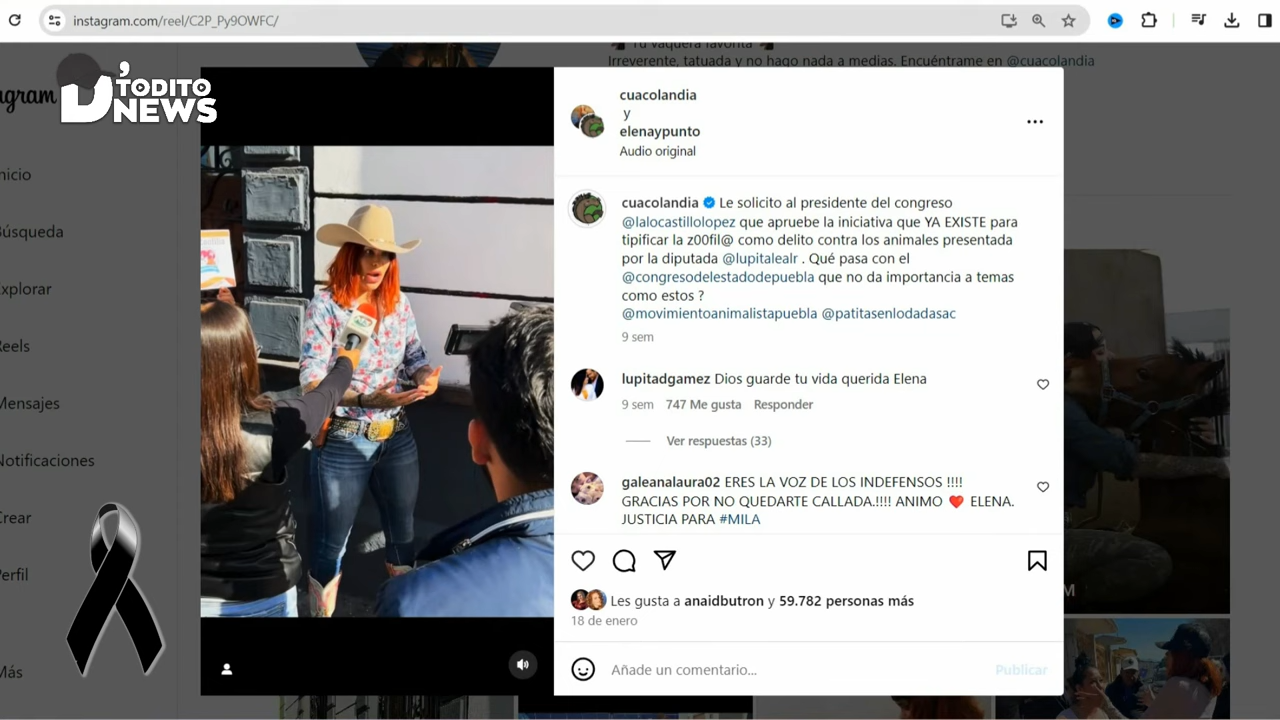 instagram.com/reel/C2P_Py9OWFC/
Tu vaquera favorita
Irreverente, tatuada y no hago nada a medias. Encuéntrame en @cuacolandia
agram
D'TODITO
NEWS
nicio
Búsqueda
Explorar
Reels
Mensajes
Notificaciones
Crear
Perfil
Más
cuacolandia
y
elenaypunto
Audio original
cuacolandia Le solicito al presidente del congreso
@lalocastillolopez que apruebe la iniciativa que YA EXISTE para
tipificar la z00fil@ como delito contra los animales presentada
por la diputada @lupitalealr . Qué pasa con el
@congresodelestadodepuebla que no da importancia a temas
como estos ?
@movimientoanimalistapuebla @patitasenlodadasac
9 sem
lupitadgamez Dios guarde tu vida querida Elena
9 sem 747 Me gusta Responder
Ver respuestas (33)
galeanalaura02 ERES LA VOZ DE LOS INDEFENSOS !!!!
GRACIAS POR NO QUEDARTE CALLADA.!!!! ANIMO ❤️ ELENA.
JUSTICIA PARA #MILA
Les gusta a anaidbutron y 59.782 personas más
18 de enero
Añade un comentario...
Publicar
M